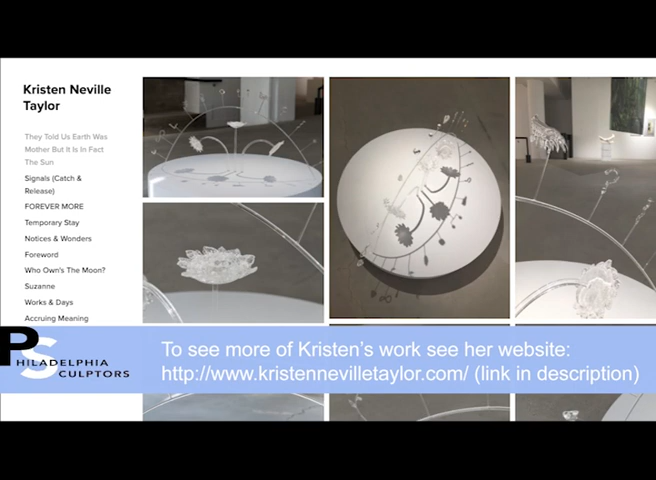 Kristen Neville
Taylor
They Told Us Earth Was
Mother But It Is In Fact
The Sun
Signals (Catch &
Release)
FOREVER MORE
Temporary Stay
Notices & Wonders
Foreword
Who Own's The Moon?
Suzanne
Works & Days
Accruing Meaning
PHILADELPHIA
SCULPTORS
To see more of Kristen's work see her website:
http://www.kristennevilletaylor.com/ (link in description)